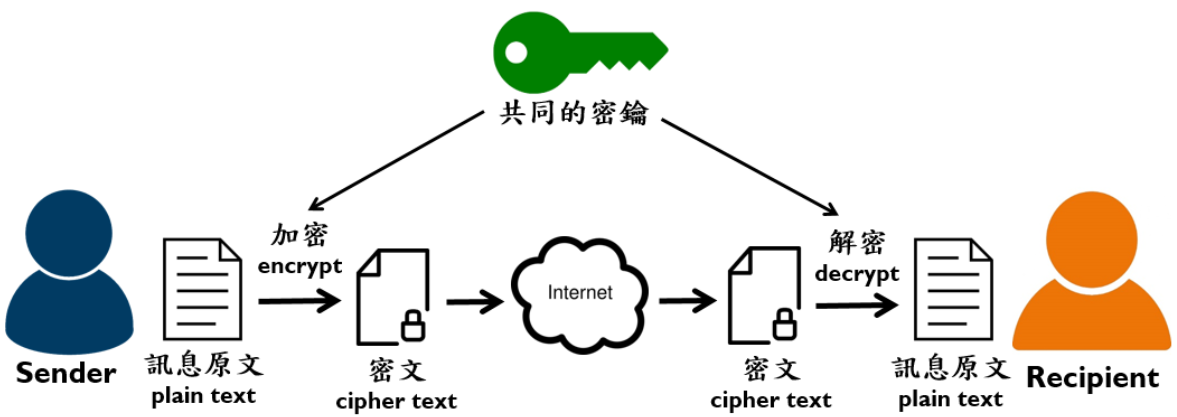 共同的密鑰
加密
encrypt
解密
decrypt
Internet
Sender
訊息原文
plain text
密文
cipher text
密文
cipher text
訊息原文
plain text
Recipient